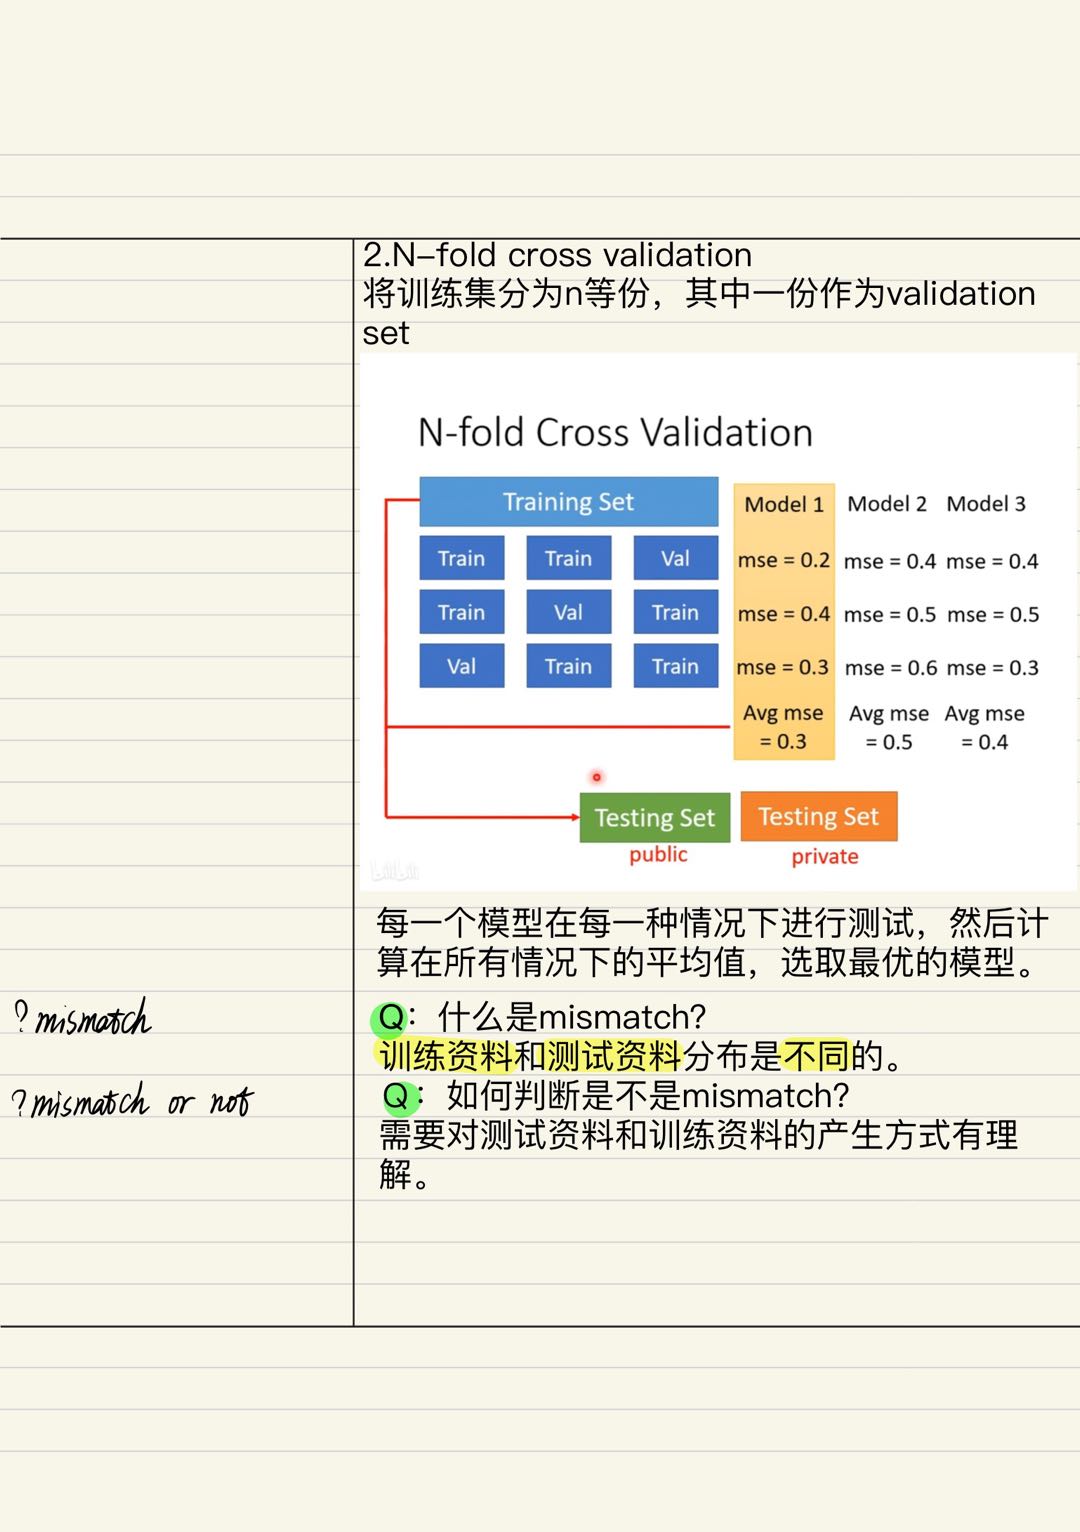 2.N-fold cross validation
将训练集分为n等份，其中一份作为validation
set
N-fold Cross Validation
Training Set
Model 1 Model 2 Model 3
Train Train Val
mse = 0.2 mse = 0.4 mse = 0.4
Train Val Train
mse = 0.4 mse = 0.5 mse = 0.5
Val Train Train
mse = 0.3 mse = 0.6 mse = 0.3
Avg mse Avg mse Avg mse
= 0.3 = 0.5 = 0.4
Testing Set Testing Set
public private
bilibili
每一个模型在每一种情况下进行测试，然后计
算在所有情况下的平均值，选取最优的模型。
? mismatch
Q：什么是mismatch?
训练资料和测试资料分布是不同的。
? mismatch or not
Q：如何判断是不是mismatch?
需要对测试资料和训练资料的产生方式有理
解。